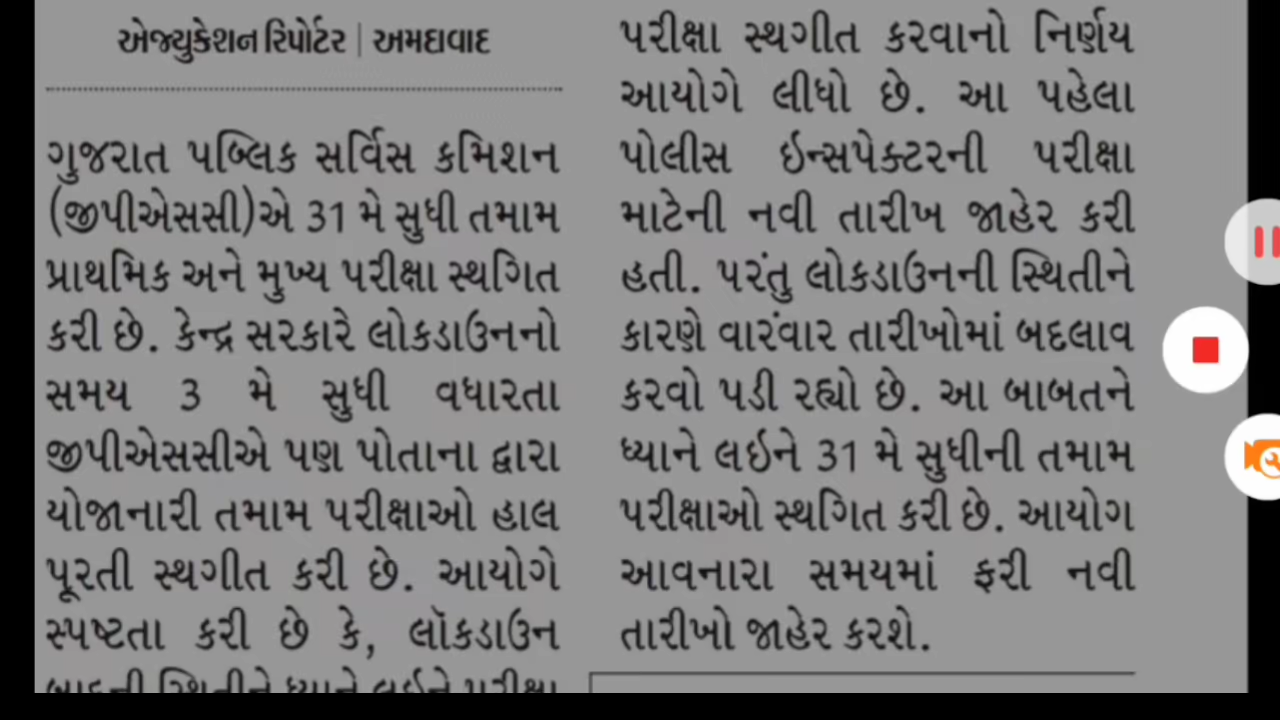 એજ્યુકેશન રિપોર્ટર | અમદાવાદ
ગુજરાત પબ્લિક સર્વિસ કમિશન
(જીપીએસસી)એ 31 મે સુધી તમામ
પ્રાથમિક અને મુખ્ય પરીક્ષા સ્થગિત
કરી છે. કેન્દ્ર સરકારે લોકડાઉનનો
સમય 3 મે સુધી વધારતા
જીપીએસસીએ પણ પોતાના દ્વારા
યોજાનારી તમામ પરીક્ષાઓ હાલ
પૂરતી સ્થગીત કરી છે. આયોગે
સ્પષ્ટતા કરી છે કે, લૉકડાઉન
પરીક્ષા સ્થગીત કરવાનો નિર્ણય
આયોગે લીધો છે. આ પહેલા
પોલીસ ઇન્સપેક્ટરની પરીક્ષા
માટેની નવી તારીખ જાહેર કરી
હતી. પરંતુ લોકડાઉનની સ્થિતીને
કારણે વારંવાર તારીખોમાં બદલાવ
કરવો પડી રહ્યો છે. આ બાબતને
ધ્યાને લઇને 31 મે સુધીની તમામ
પરીક્ષાઓ સ્થગિત કરી છે. આયોગ
આવનારા સમયમાં ફરી નવી
તારીખો જાહેર કરશે.